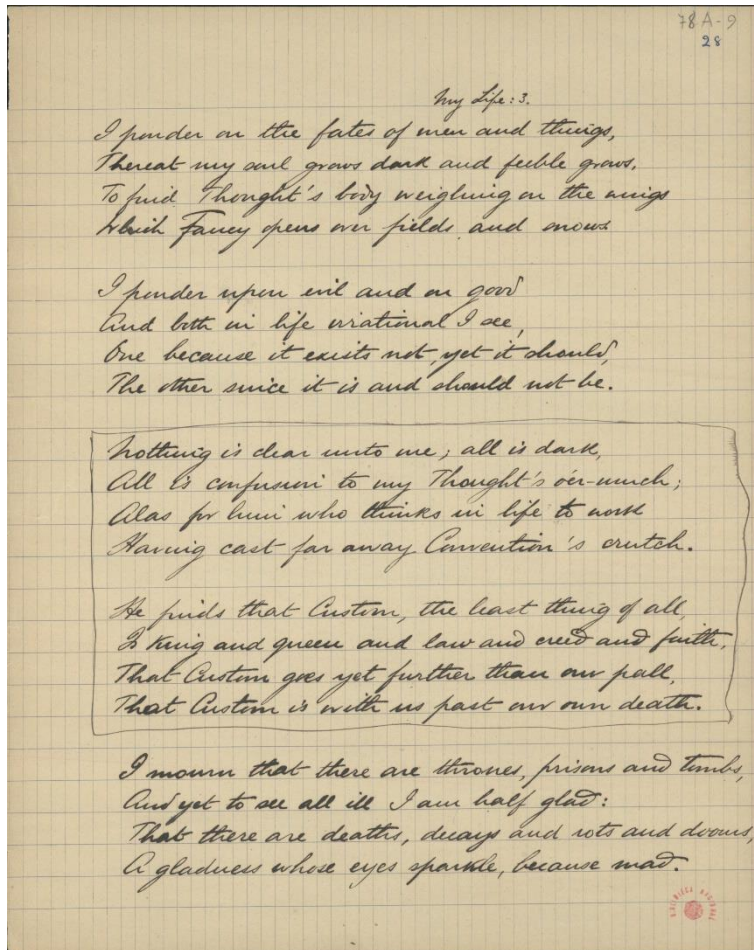 78A-9
28
My Life: 3.
I ponder on the fates of men and things,
Thereat my soul grows dark and feeble grows,
To find Thought's body weighing on the wings
Which Fancy opens over fields and snows.
I ponder upon evil and on good
And both in life irrational I see,
One because it exists not, yet it should,
The other since it is and should not be.
Nothing is clear unto me; all is dark,
All is confusion to my Thought's o'er-much;
Alas for him who thinks in life to work
Having cast far away Convention's crutch.
He finds that Custom, the least thing of all,
Is King and queen and law and creed and faith,
That Custom goes yet further than our pall,
That Custom is with us past our own death.
I mourn that there are thrones, prisons and tombs,
And yet to see all ill I am half glad:
That there are deaths, decays and rots and dooms,
A gladness whose eyes sparkle, because mad.
BIBLIOTECA NACIONAL